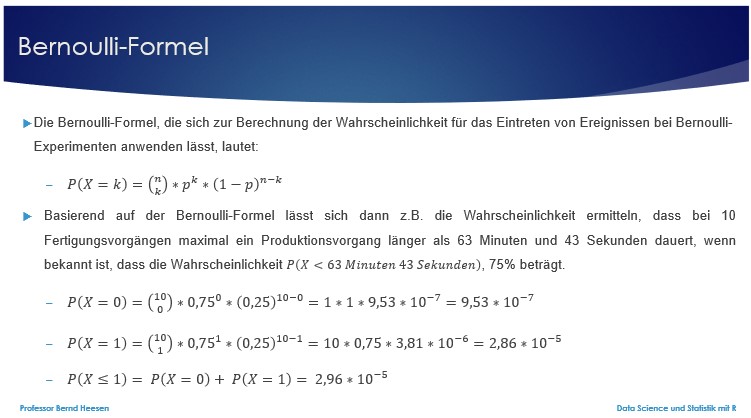 Bernoulli-Formel
▶Die Bernoulli-Formel, die sich zur Berechnung der Wahrscheinlichkeit für das Eintreten von Ereignissen bei Bernoulli-
Experimenten anwenden lässt, lautet:
– P(X = k) = (n k) * p^k * (1 − p)^{n−k}
▶ Basierend auf der Bernoulli-Formel lässt sich dann z.B. die Wahrscheinlichkeit ermitteln, dass bei 10
Fertigungsvorgängen maximal ein Produktionsvorgang länger als 63 Minuten und 43 Sekunden dauert, wenn
bekannt ist, dass die Wahrscheinlichkeit P(X < 63 Minuten 43 Sekunden), 75% beträgt.
– P(X = 0) = (10 0) * 0,75^0 * (0,25)^{10−0} = 1 * 1 * 9,53 * 10^{−7} = 9,53 * 10^{−7}
– P(X = 1) = (10 1) * 0,75^1 * (0,25)^{10−1} = 10 * 0,75 * 3,81 * 10^{−6} = 2,86 * 10^{−5}
– P(X ≤ 1) = P(X = 0) + P(X = 1) = 2,96 * 10^{−5}
Professor Bernd Heesen
Data Science und Statistik mit R